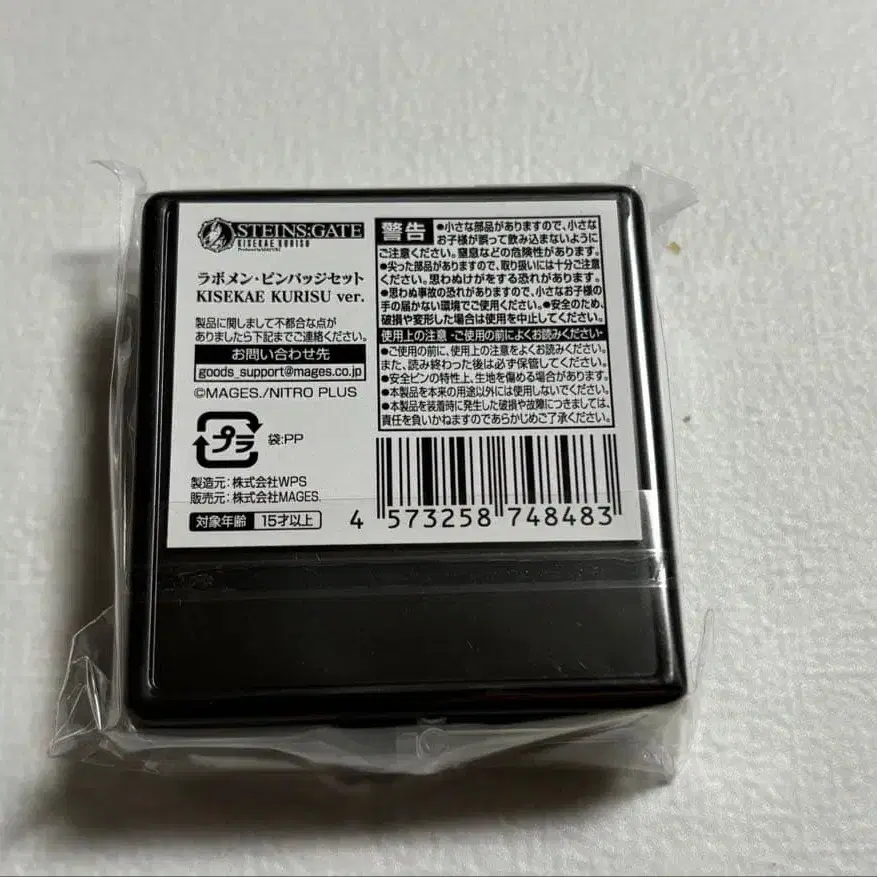 STEINS;GATE
KISEKAE KURISU
ラボメン・ピンバッジセット
KISEKAE KURISU ver.
製品に関しまして不都合な点が
ありましたら下記までご連絡ください。
お問い合わせ先
goods_support@mages.co.jp
©MAGES./NITRO PLUS
プラ
袋:PP
製造元:株式会社WPS
販売元:株式会社MAGES.
対象年齢 15才以上
警告
●小さな部品がありますので、小さな
お子様が誤って飲み込まないように
ご注意ください。窒息などの危険性があります。
●尖った部品がありますので、取り扱いには十分ご注意
ください。思わぬけがをする恐れがあります。
●思わぬ事故の恐れがありますので、小さなお子様の
手の届かない環境でご使用ください。●安全のため、
破損や変形した場合は使用を中止してください。
使用上の注意 -ご使用の前によくお読みください-
●ご使用の前に、使用上の注意をよくお読みください。
また、読み終わった後は必ず保管してください。
●安全ピンの特性上、生地を傷める場合があります。
●本製品を本来の用途以外には使用しないでください。
●本製品を装着時に発生した破損や故障につきましては、
責任を負いかねますのであらかじめご了承ください。
4 573258 748483